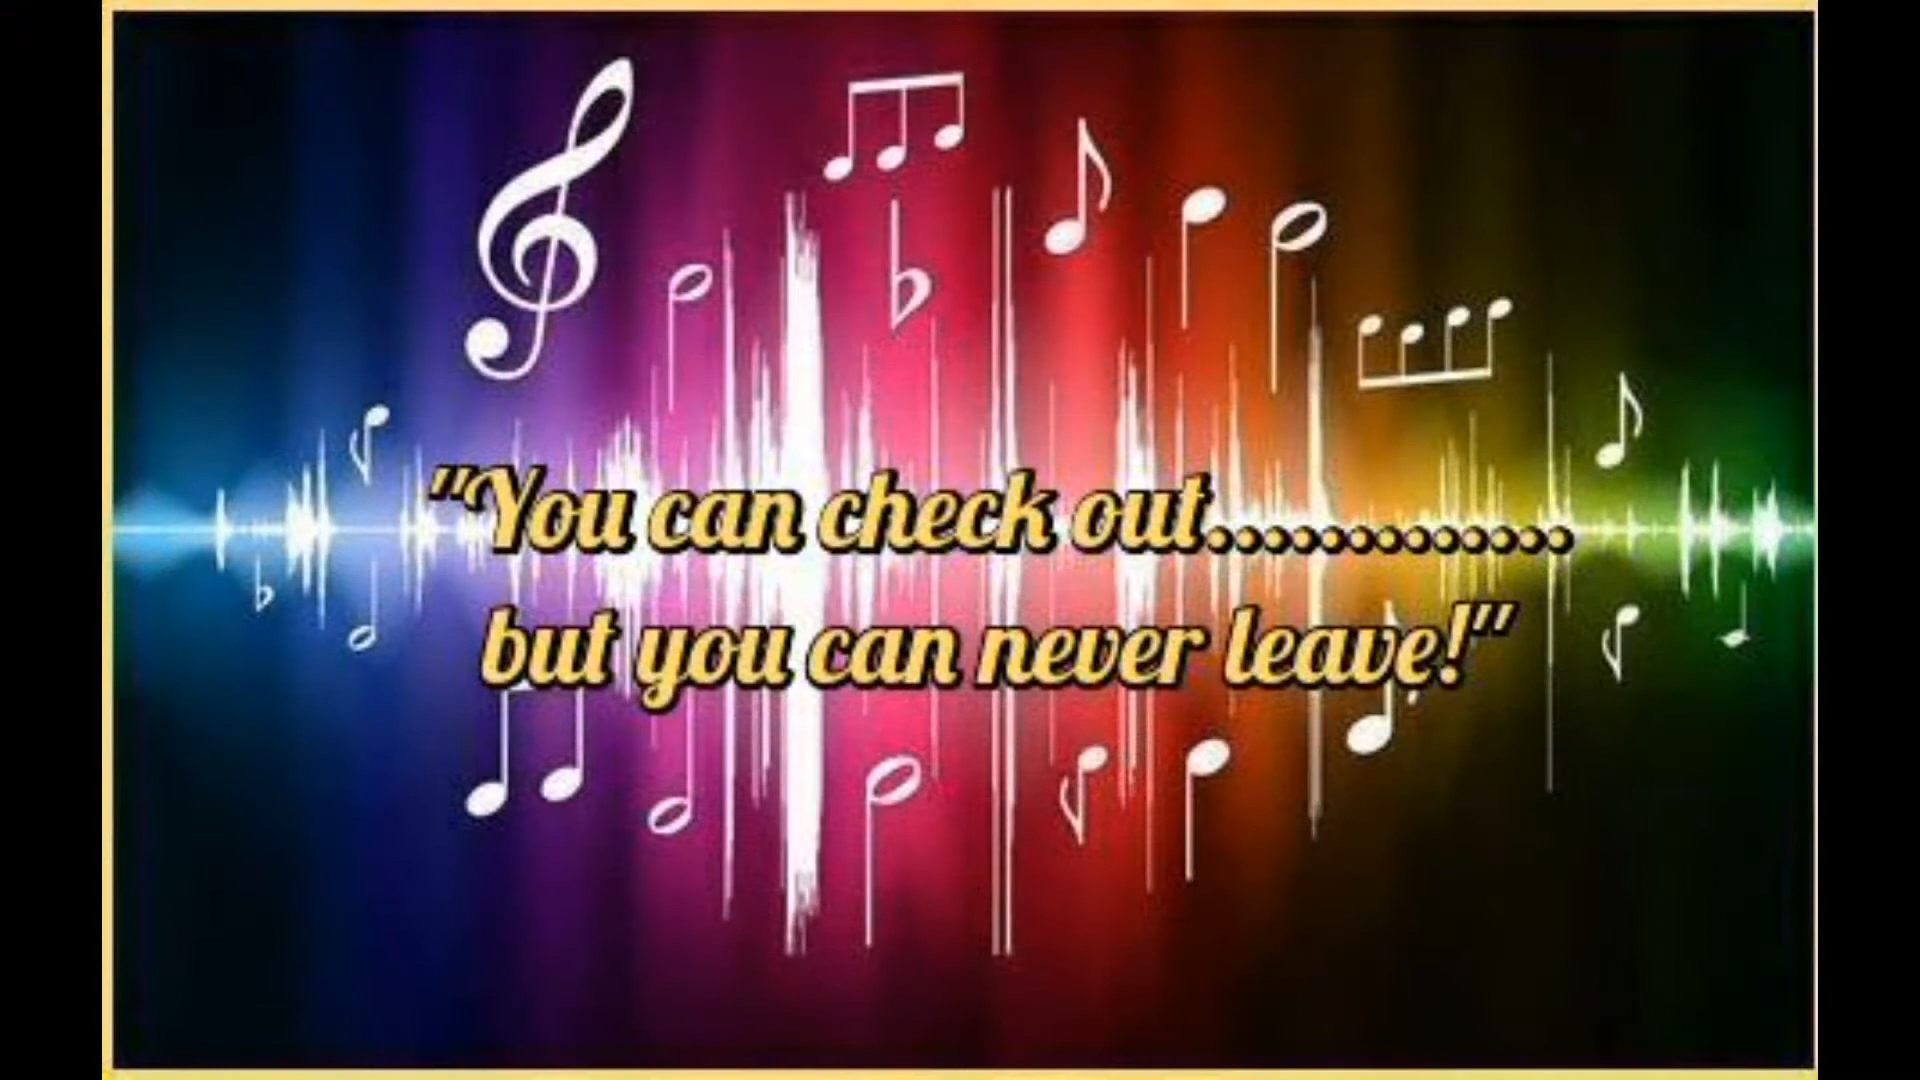 "You can check out.............
but you can never leave!"